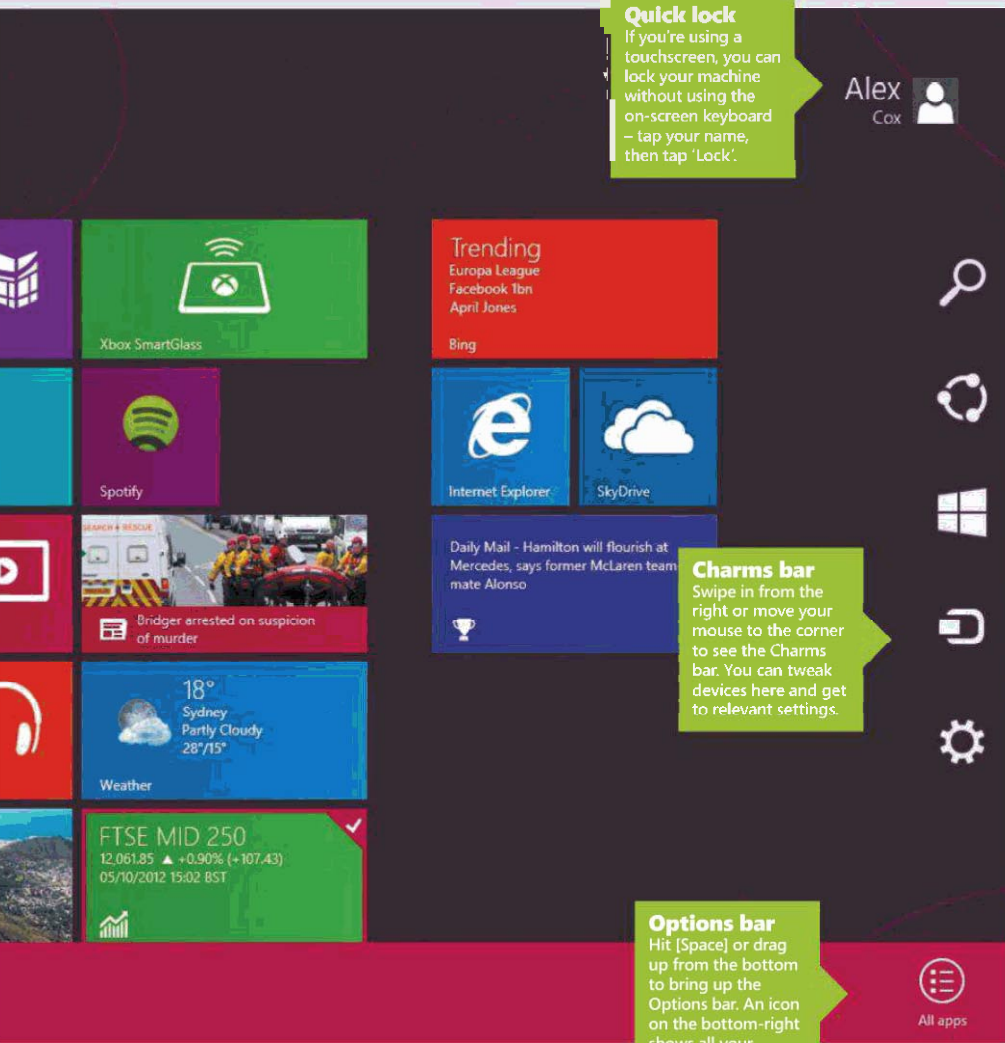 Quick lock
If you're using a
touchscreen, you can
lock your machine
without using the
on-screen keyboard
– tap your name,
then tap 'Lock'.
Alex
Cox
Xbox SmartGlass
Trending
Europa League
Facebook 1bn
April Jones
Bing
Spotify
Internet Explorer
SkyDrive
SEARCH & RESCUE
Bridger arrested on suspicion
of murder
Daily Mail - Hamilton will flourish at
Mercedes, says former McLaren team-
mate Alonso
Charms bar
Swipe in from the
right or move your
mouse to the corner
to see the Charms
bar. You can tweak
devices here and get
to relevant settings.
18°
Sydney
Partly Cloudy
28°/15°
Weather
FTSE MID 250
12,061.85 ▲ +0.90% (+107.43)
05/10/2012 15:02 BST
Options bar
Hit [Space] or drag
up from the bottom
to bring up the
Options bar. An icon
on the bottom-right
shows all your
All apps